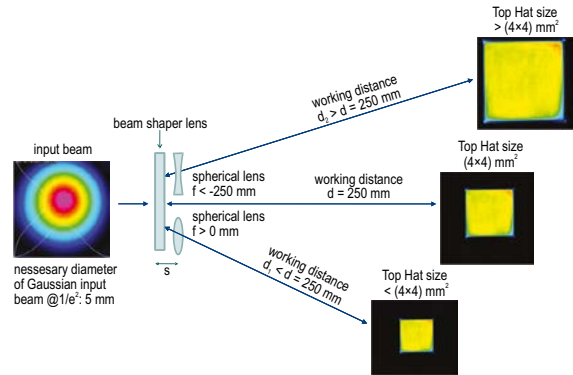 Top Hat size
> (4×4) mm²
working distance
d₂ > d = 250 mm
beam shaper lens
input beam
spherical lens
f < -250 mm
working distance
d = 250 mm
Top Hat size
(4×4) mm²
spherical lens
f > 0 mm
working distance
d₁ < d = 250 mm
s
nessesary diameter
of Gaussian input
beam @1/e²: 5 mm
Top Hat size
< (4×4) mm²